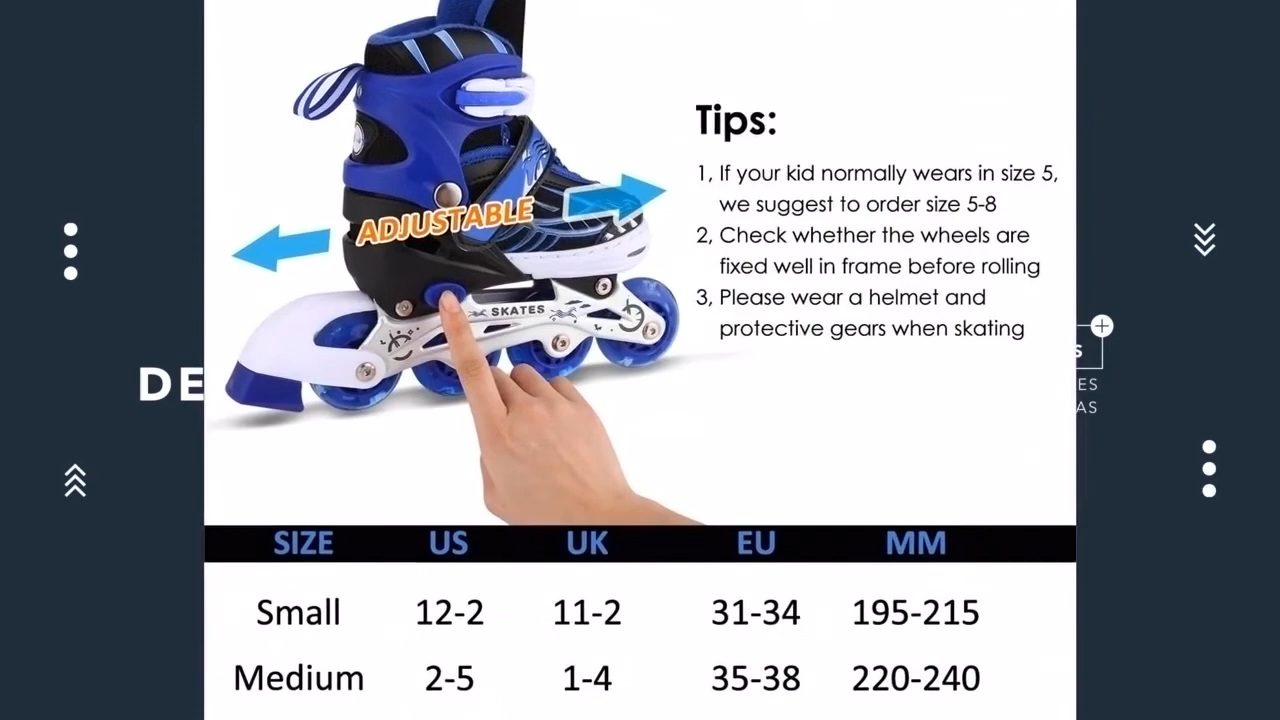 Tips:
1, If your kid normally wears in size 5,
we suggest to order size 5-8
2, Check whether the wheels are
fixed well in frame before rolling
3, Please wear a helmet and
protective gears when skating
ADJUSTABLE
SKATES
DE
S
ES
AS
SIZE US UK EU MM
Small 12-2 11-2 31-34 195-215
Medium 2-5 1-4 35-38 220-240